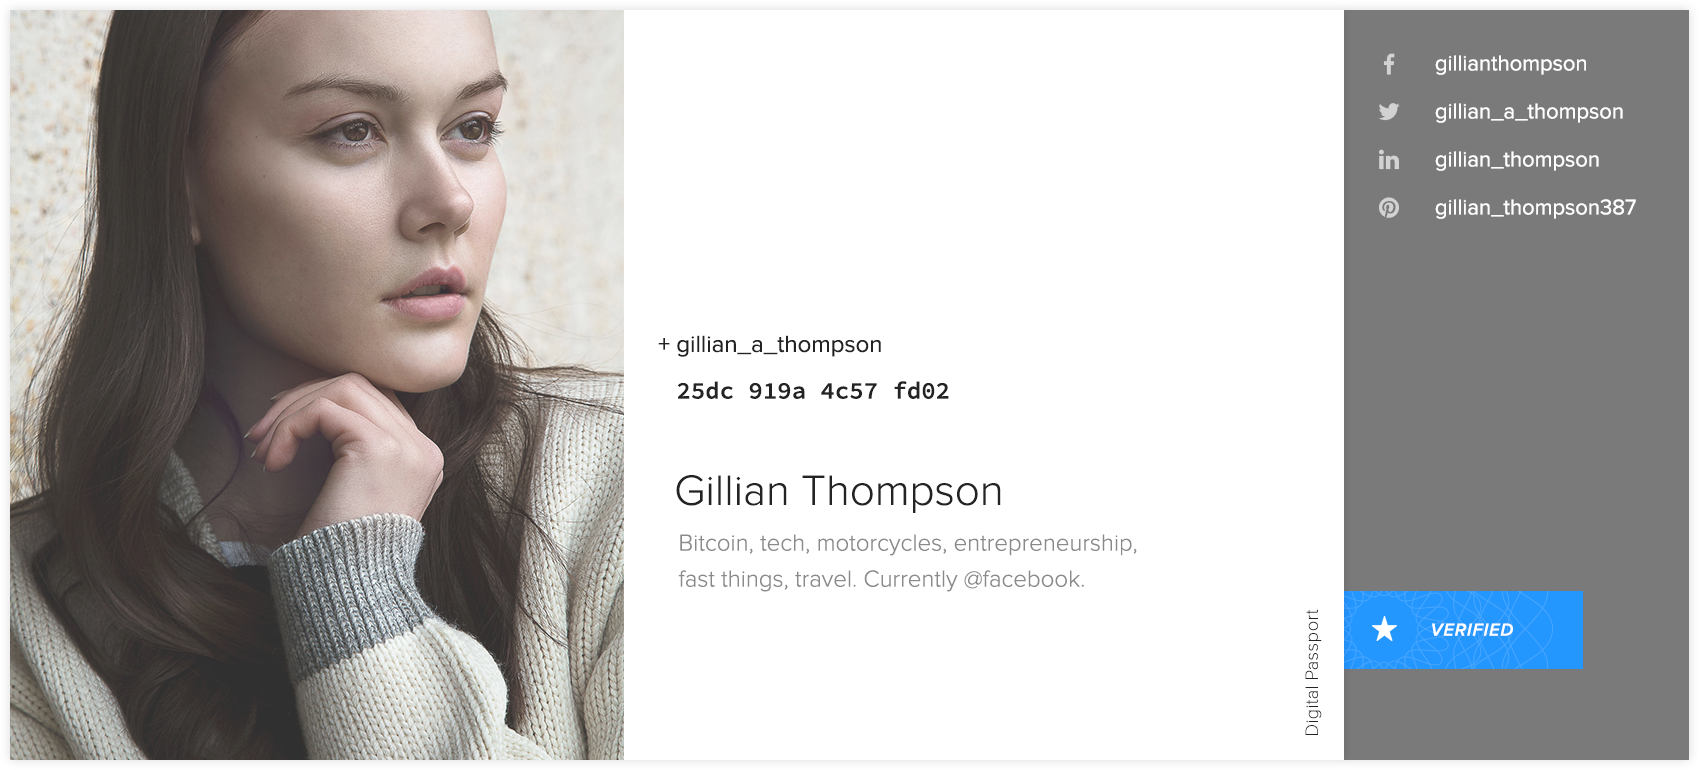 + gillian_a_thompson
25dc 919a 4c57 fd02
Gillian Thompson
Bitcoin, tech, motorcycles, entrepreneurship,
fast things, travel. Currently @facebook.
Digital Passport
gillianthompson
gillian_a_thompson
in gillian_thompson
gillian_thompson387
VERIFIED